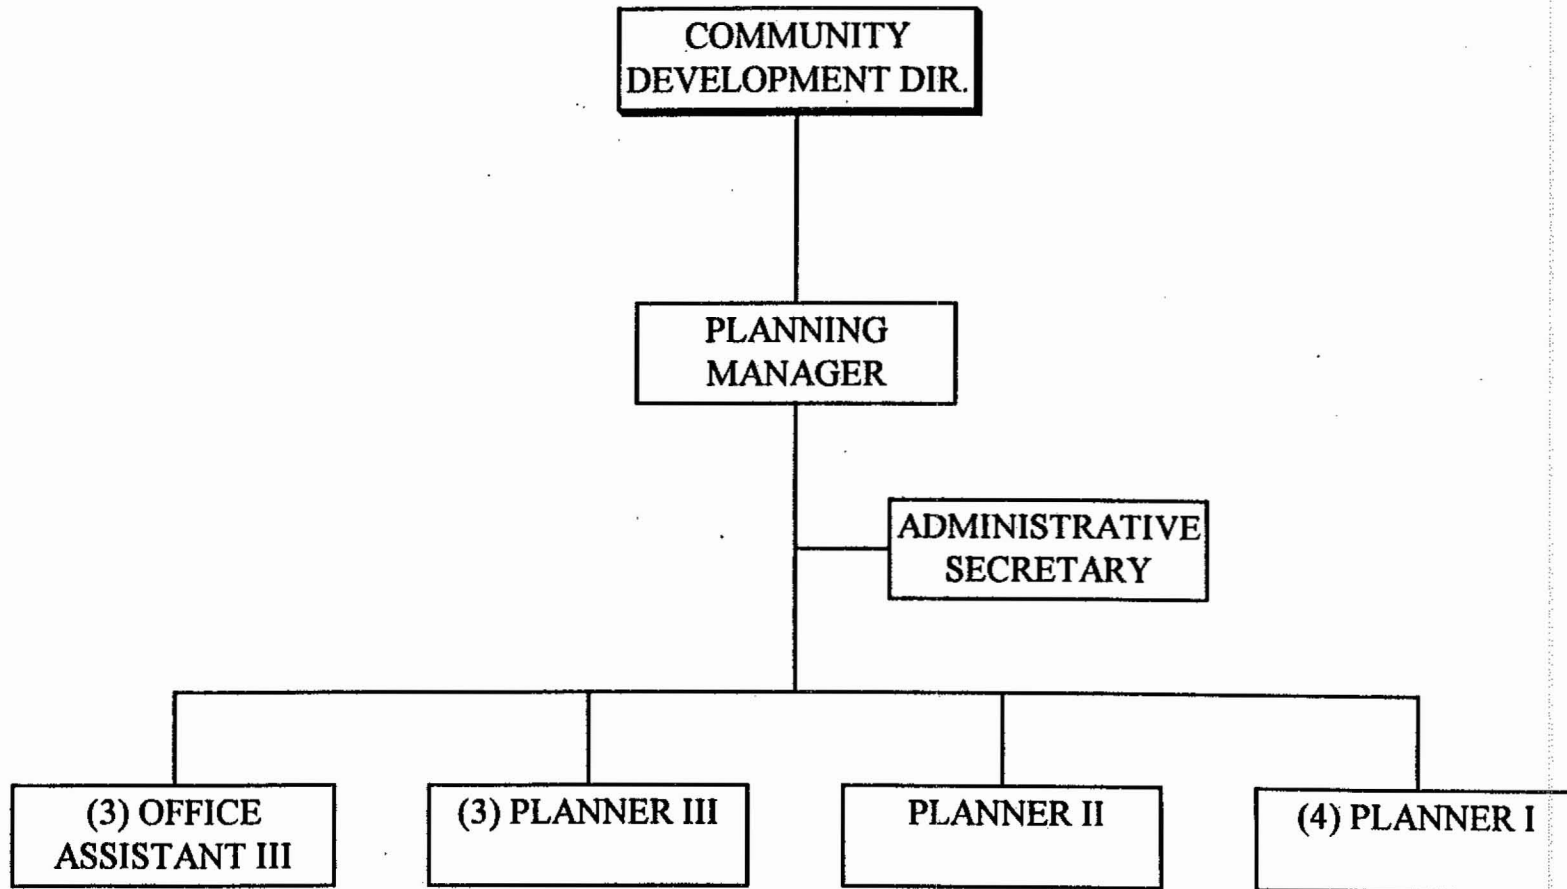 COMMUNITY
DEVELOPMENT DIR.
PLANNING
MANAGER
ADMINISTRATIVE
SECRETARY
(3) OFFICE
ASSISTANT III
(3) PLANNER III
PLANNER II
(4) PLANNER I